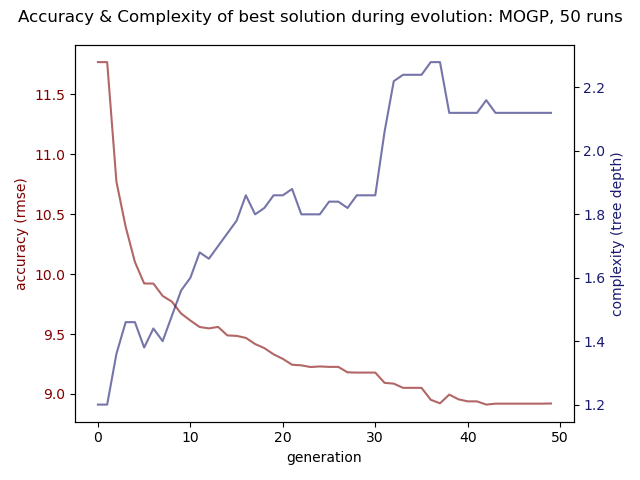 Accuracy & Complexity of best solution during evolution: MOGP, 50 runs
11.5
11.0
10.5
10.0
9.5
9.0
accuracy (rmse)
2.2
2.0
1.8
1.6
1.4
1.2
complexity (tree depth)
0 10 20 30 40 50
generation